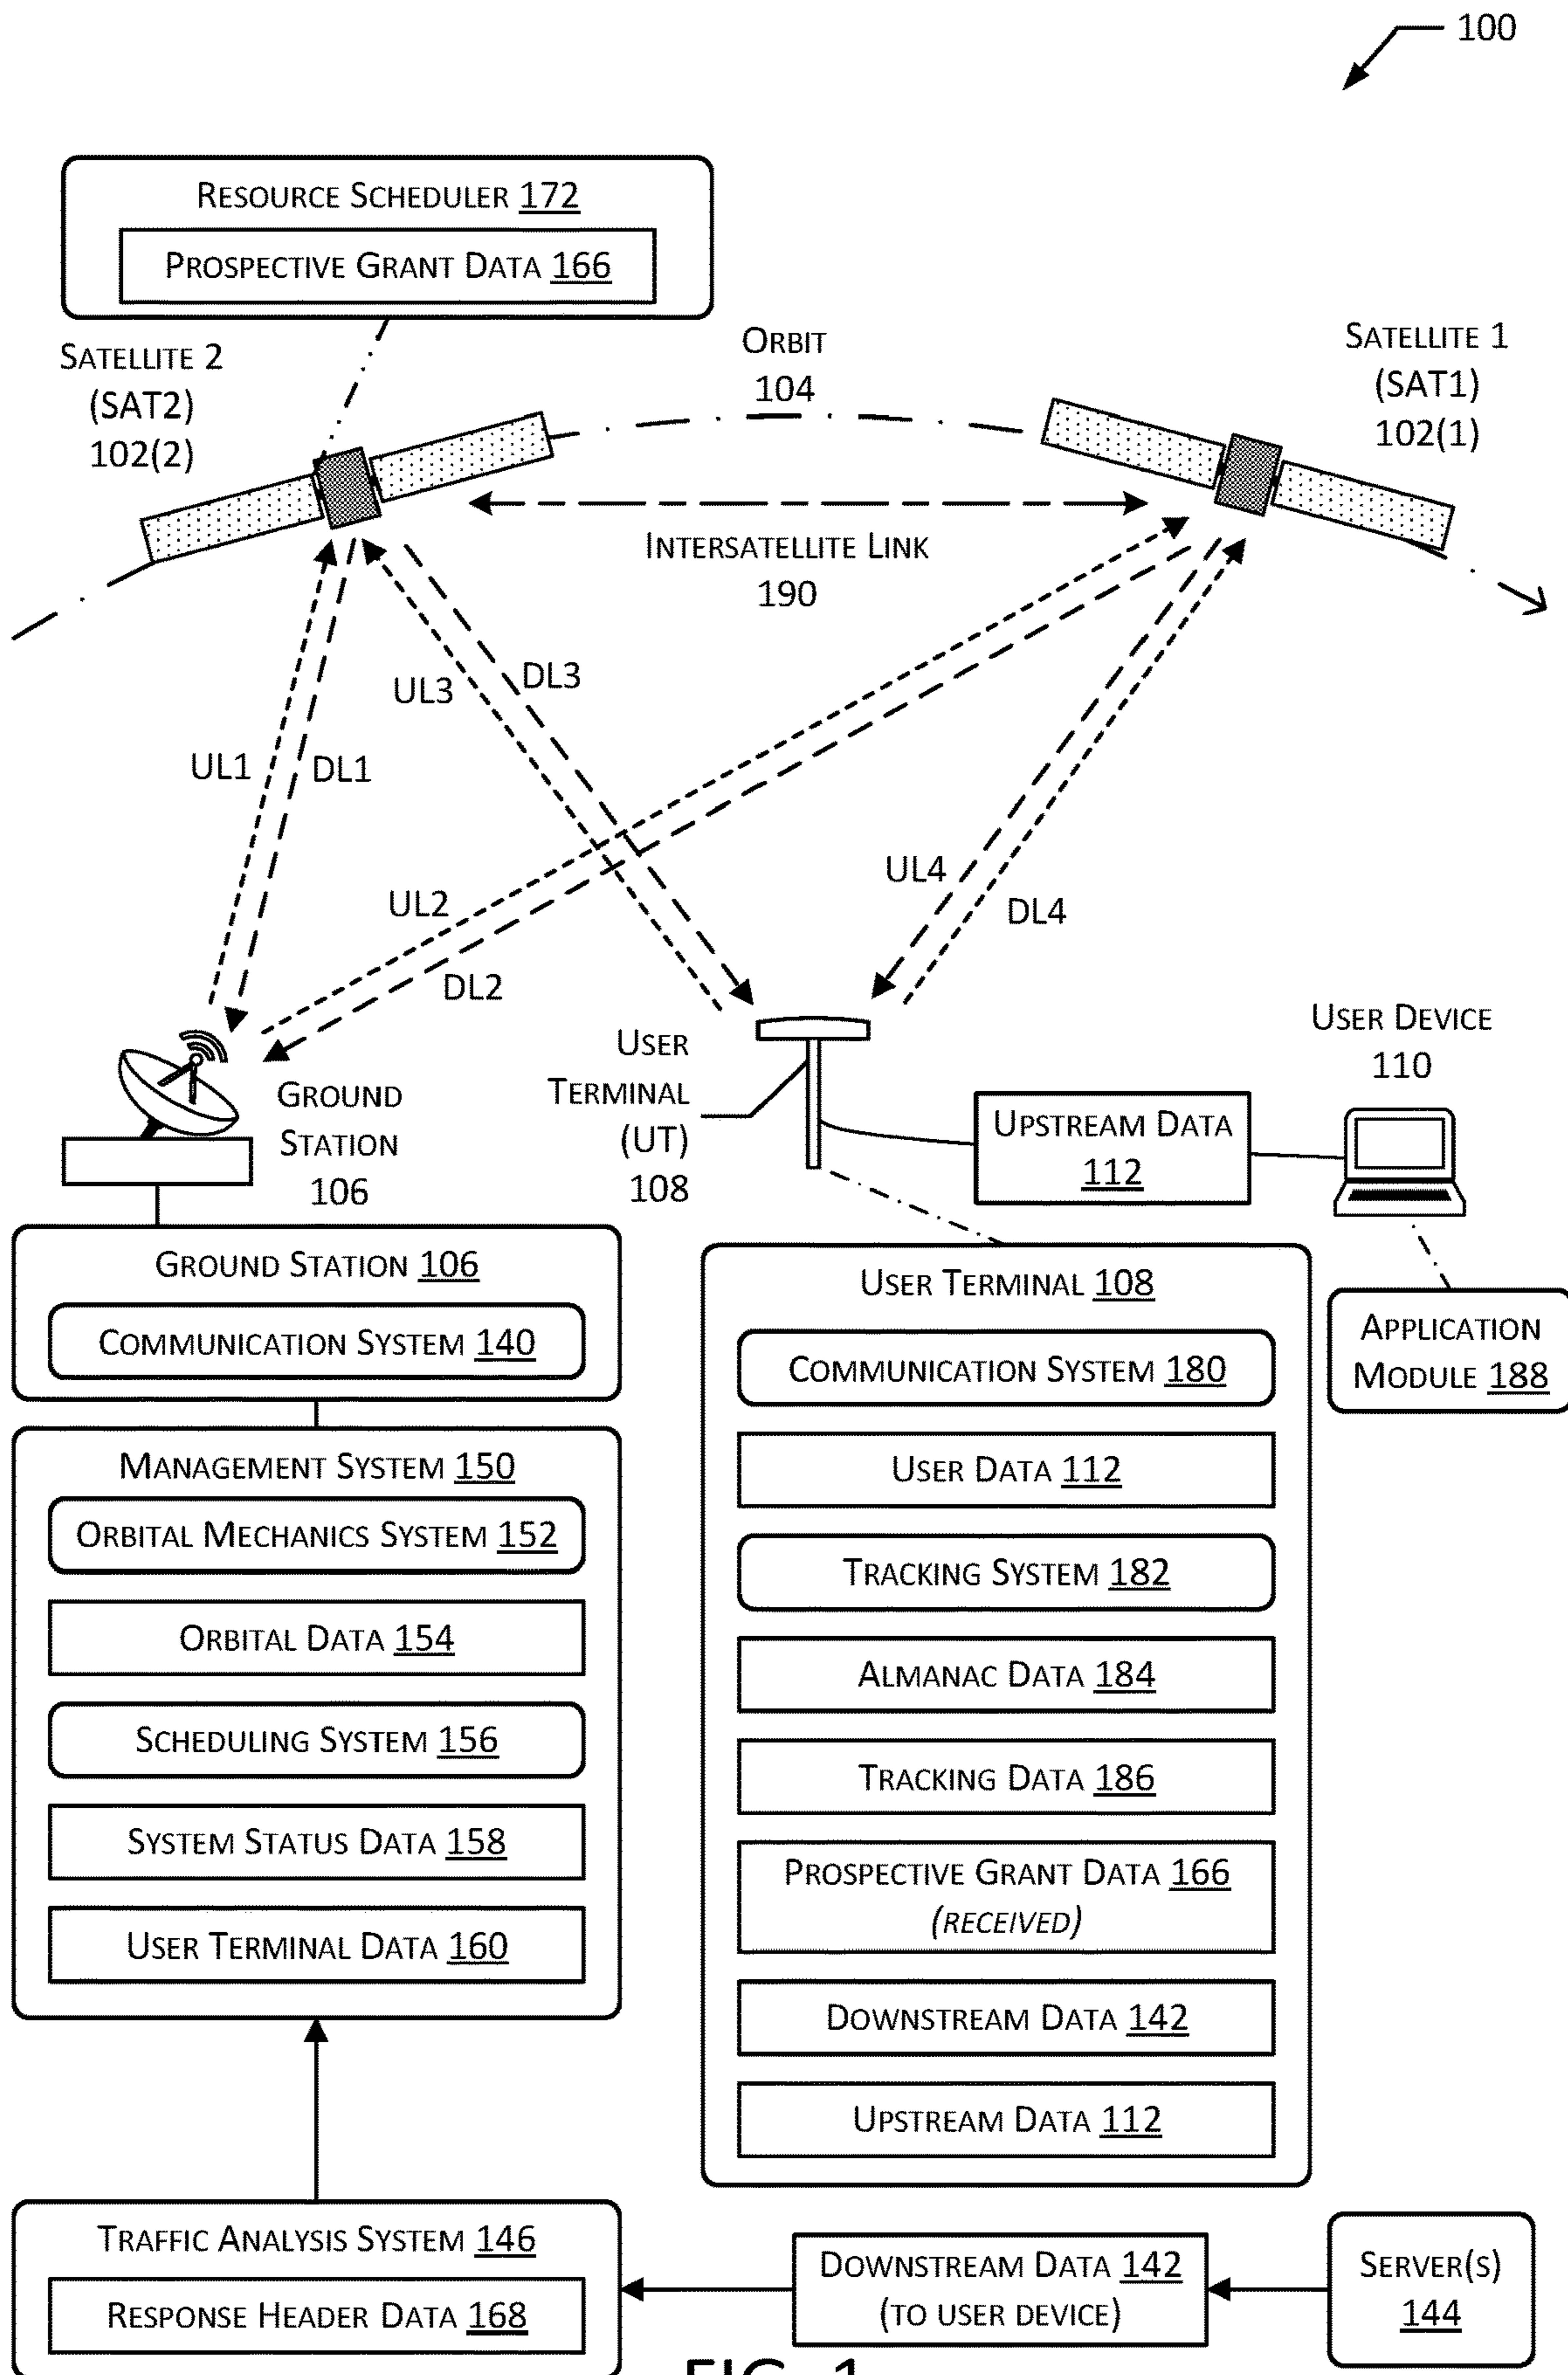 100
RESOURCE SCHEDULER 172
PROSPECTIVE GRANT DATA 166
SATELLITE 2
(SAT2)
102(2)
ORBIT
104
SATELLITE 1
(SAT1)
102(1)
INTERSATELLITE LINK
190
UL3
DL3
UL1
DL1
UL2
DL2
UL4
DL4
GROUND
STATION
106
USER
TERMINAL
(UT)
108
UPSTREAM DATA
112
USER DEVICE
110
GROUND STATION 106
COMMUNICATION SYSTEM 140
MANAGEMENT SYSTEM 150
ORBITAL MECHANICS SYSTEM 152
ORBITAL DATA 154
SCHEDULING SYSTEM 156
SYSTEM STATUS DATA 158
USER TERMINAL DATA 160
USER TERMINAL 108
COMMUNICATION SYSTEM 180
USER DATA 112
TRACKING SYSTEM 182
ALMANAC DATA 184
TRACKING DATA 186
PROSPECTIVE GRANT DATA 166
(RECEIVED)
DOWNSTREAM DATA 142
UPSTREAM DATA 112
APPLICATION
MODULE 188
TRAFFIC ANALYSIS SYSTEM 146
RESPONSE HEADER DATA 168
DOWNSTREAM DATA 142
(TO USER DEVICE)
SERVER(S)
144
FIG. 1